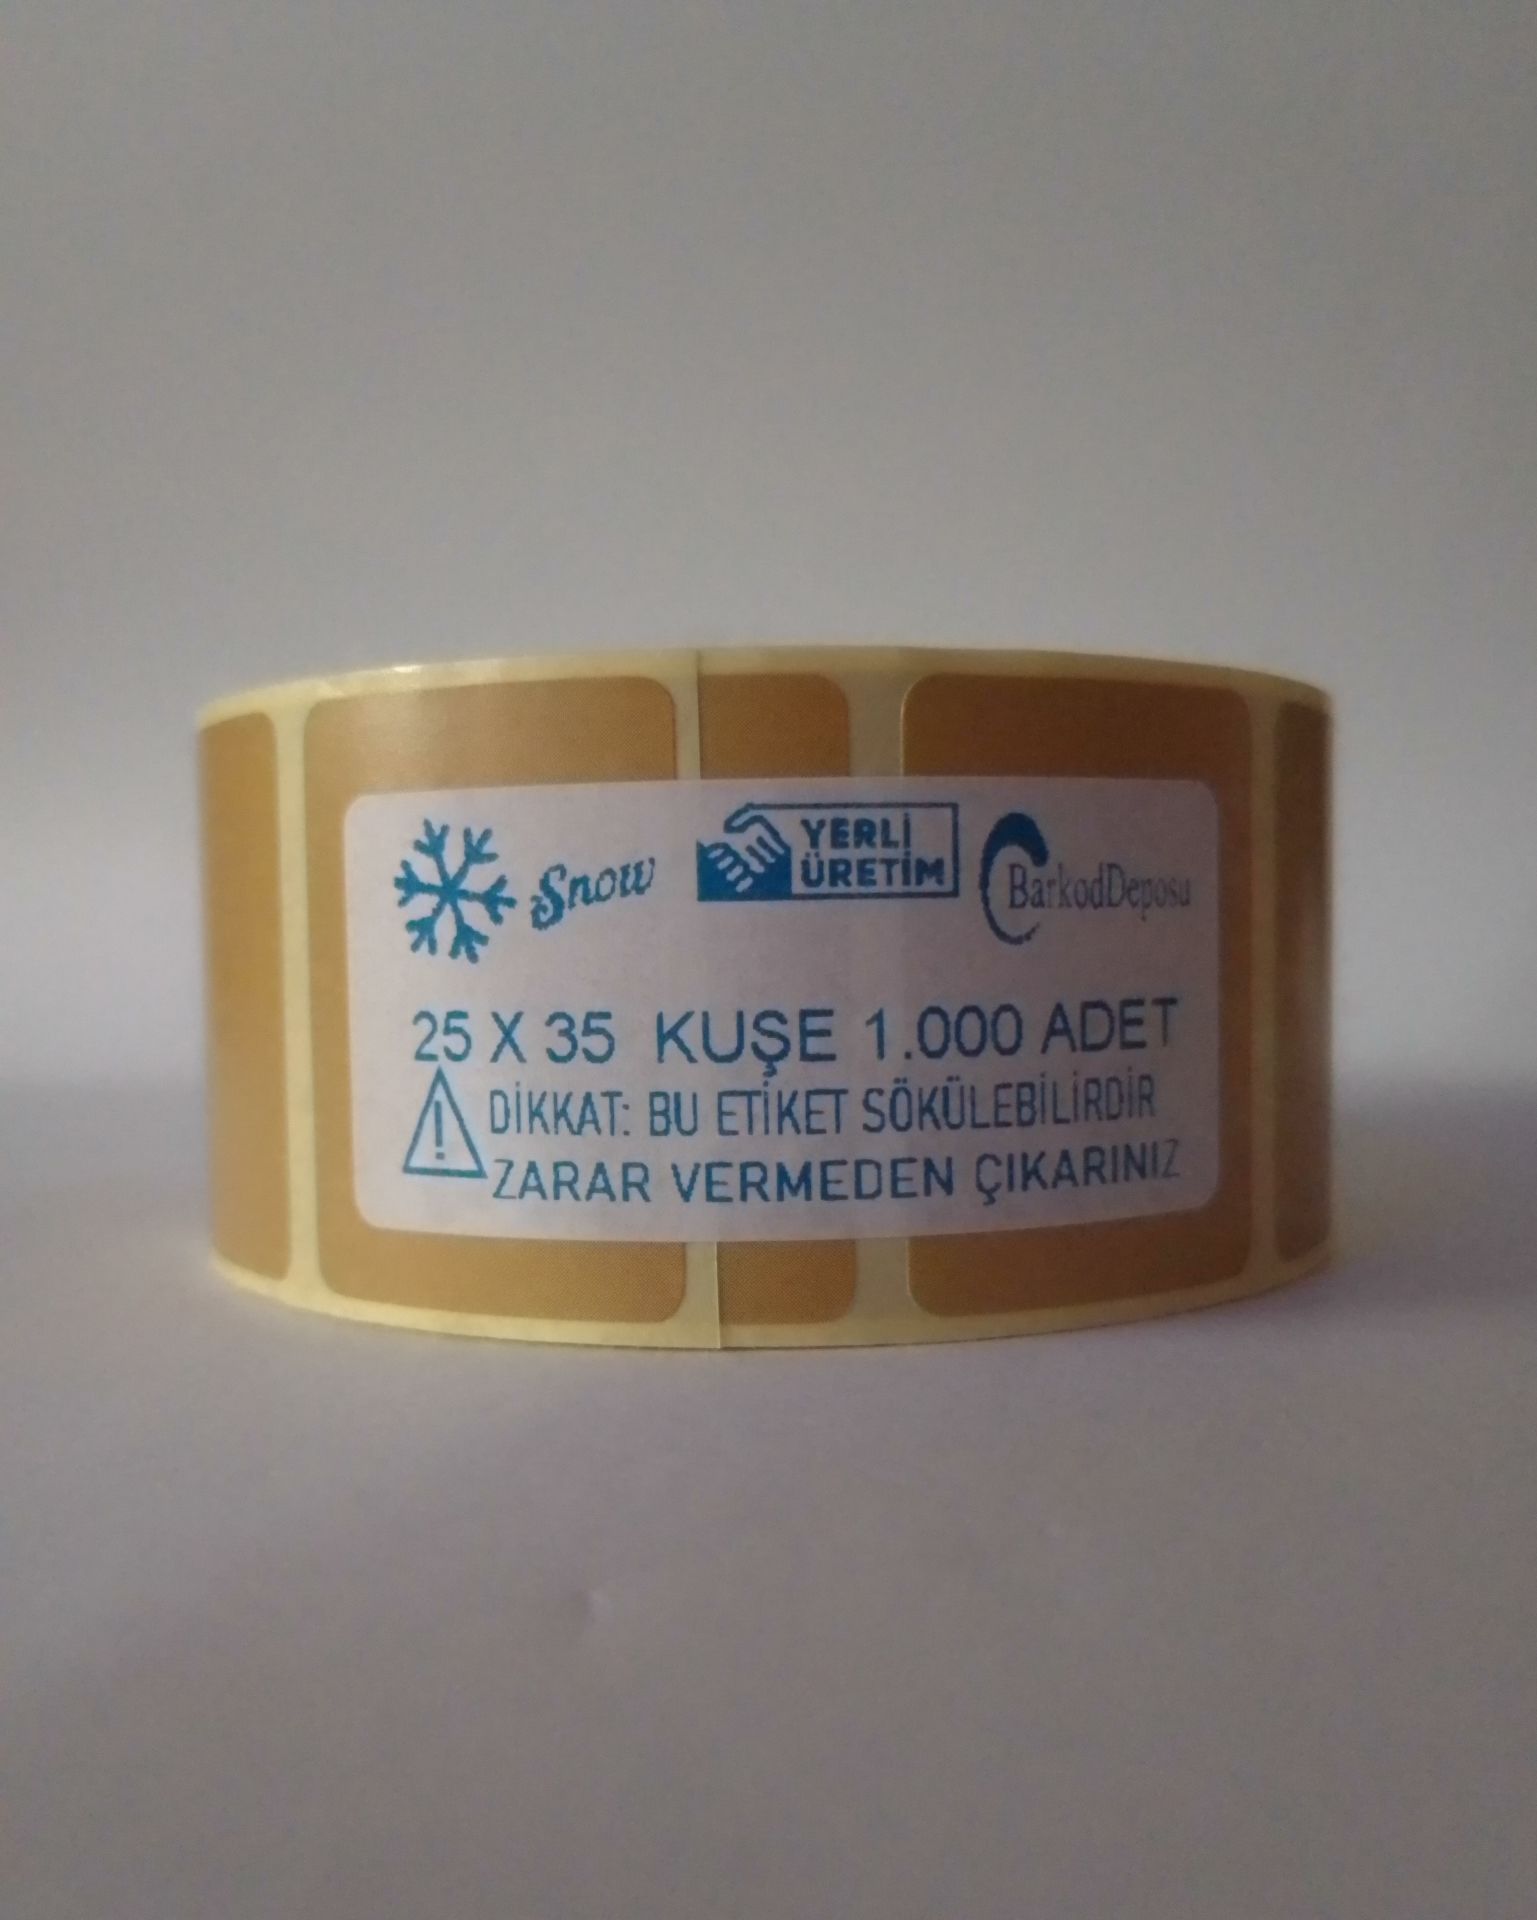 Snow
YERLİ
ÜRETİM
BarkodDeposu
25 X 35 KUŞE 1.000 ADET
DİKKAT: BU ETİKET SÖKÜLEBİLİRDİR
ZARAR VERMEDEN ÇIKARINIZ